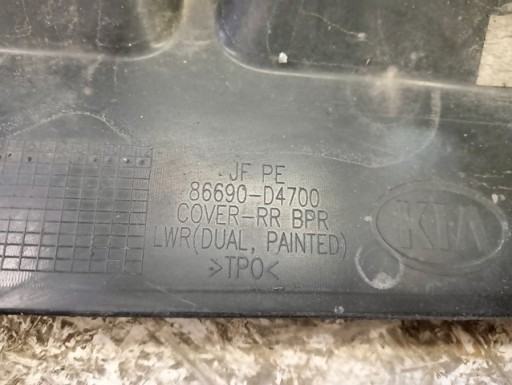 JF PE
86690-D4700
COVER-RR BPR
LWR(DUAL, PAINTED)
>TPO<
KIA